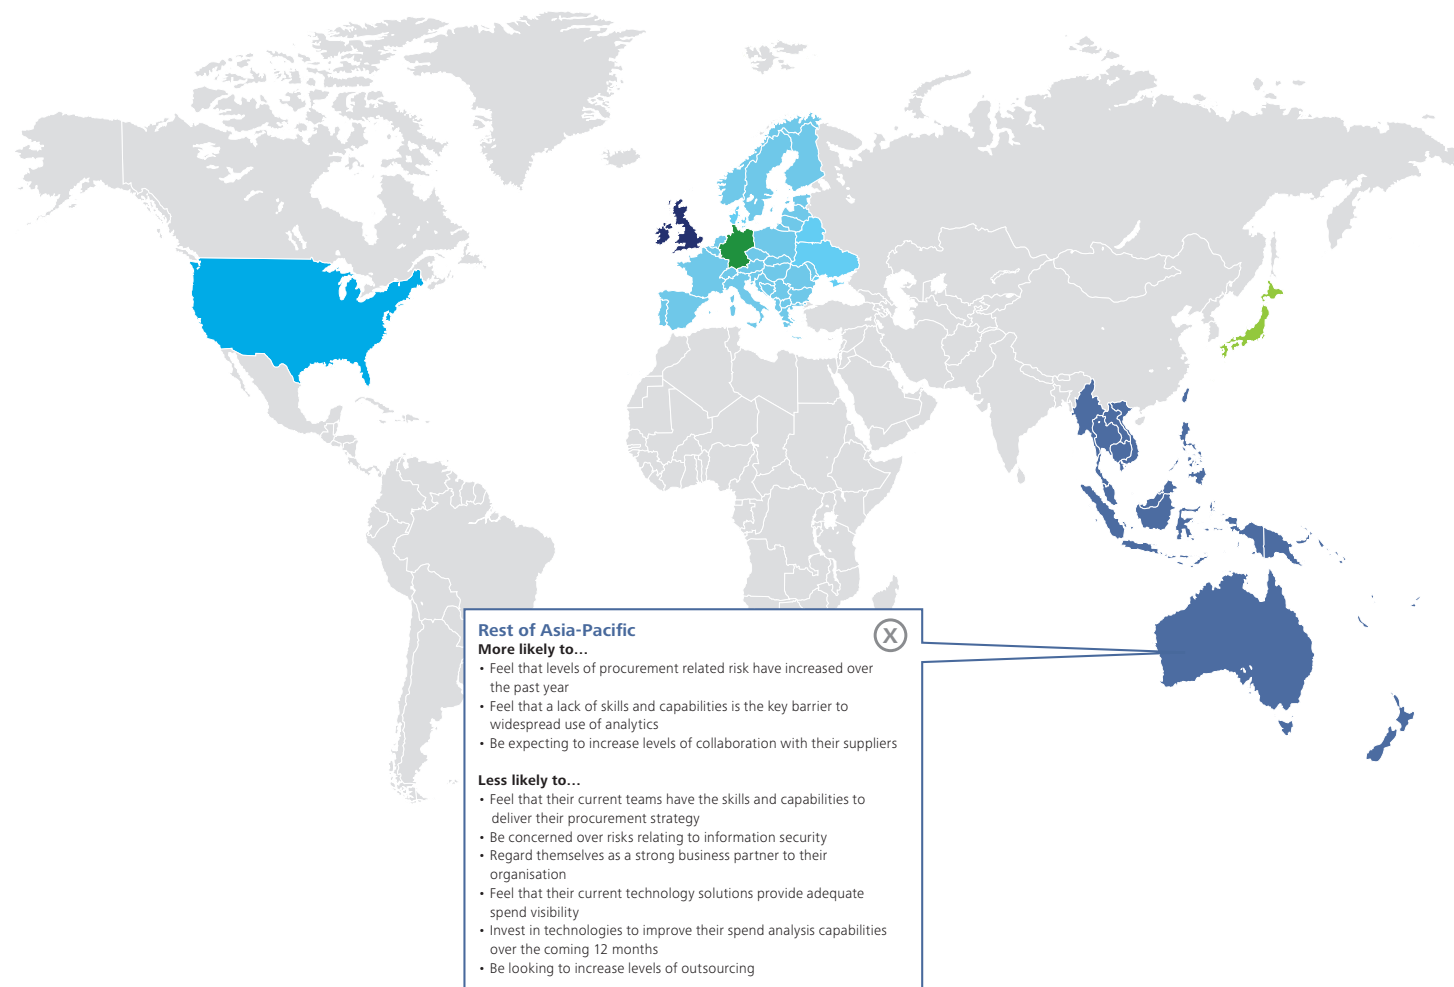 Rest of Asia-Pacific
X
More likely to…
• Feel that levels of procurement related risk have increased over
the past year
• Feel that a lack of skills and capabilities is the key barrier to
widespread use of analytics
• Be expecting to increase levels of collaboration with their suppliers
Less likely to…
• Feel that their current teams have the skills and capabilities to
deliver their procurement strategy
• Be concerned over risks relating to information security
• Regard themselves as a strong business partner to their
organisation
• Feel that their current technology solutions provide adequate
spend visibility
• Invest in technologies to improve their spend analysis capabilities
over the coming 12 months
• Be looking to increase levels of outsourcing